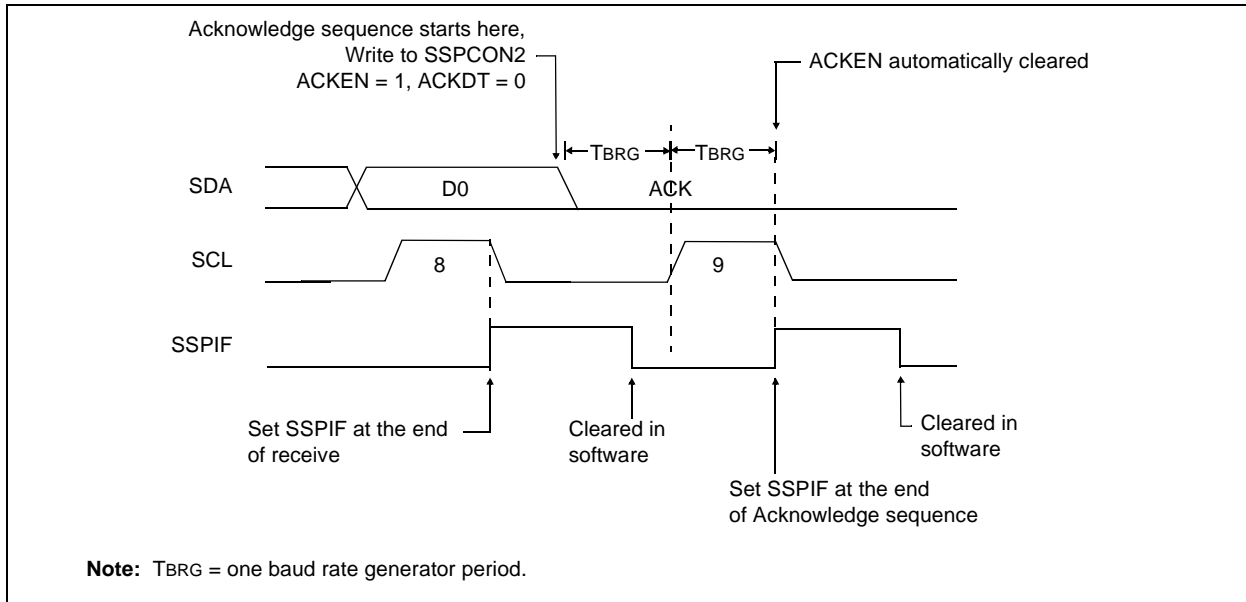 Acknowledge sequence starts here,
Write to SSPCON2
ACKEN = 1, ACKDT = 0
ACKEN automatically cleared
TBRG
TBRG
SDA
D0
ACK
SCL
8
9
SSPIF
Set SSPIF at the end
of receive
Cleared in
software
Cleared in
software
Set SSPIF at the end
of Acknowledge sequence
Note: TBRG = one baud rate generator period.